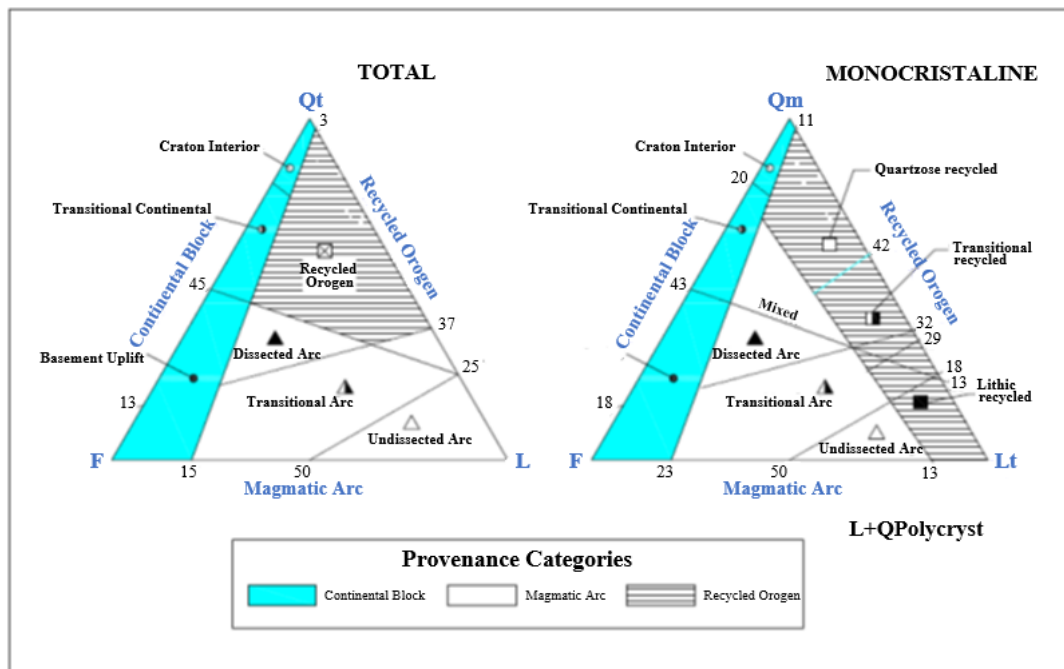 TOTAL
Qt
3
Craton Interior
Transitional Continental
Continental Block
Recycled Orogen
Recycled
Orogen
45
37
Dissected Arc
Basement Uplift
25
Transitional Arc
13
Undissected Arc
F
L
15
50
Magmatic Arc
MONOCRISTALINE
Qm
11
Craton Interior
Quartzose recycled
20
Transitional Continental
Continental Block
Recycled Orogen
42
Transitional
recycled
43
Mixed
32
29
Dissected Arc
18
13
Lithic
recycled
Transitional Arc
18
Undissected Arc
F
Lt
23
50
13
Magmatic Arc
L+QPolycryst
Provenance Categories
Continental Block
Magmatic Arc
Recycled Orogen